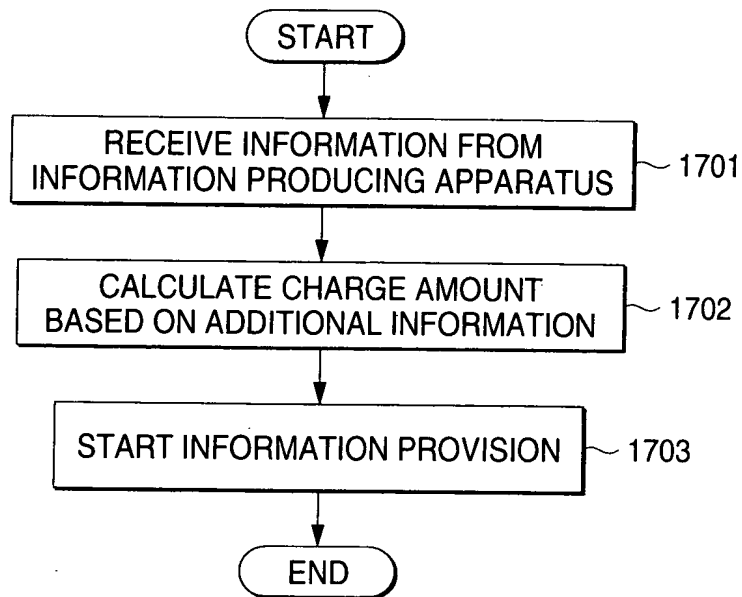 START
RECEIVE INFORMATION FROM
INFORMATION PRODUCING APPARATUS
1701
CALCULATE CHARGE AMOUNT
BASED ON ADDITIONAL INFORMATION
1702
START INFORMATION PROVISION
1703
END